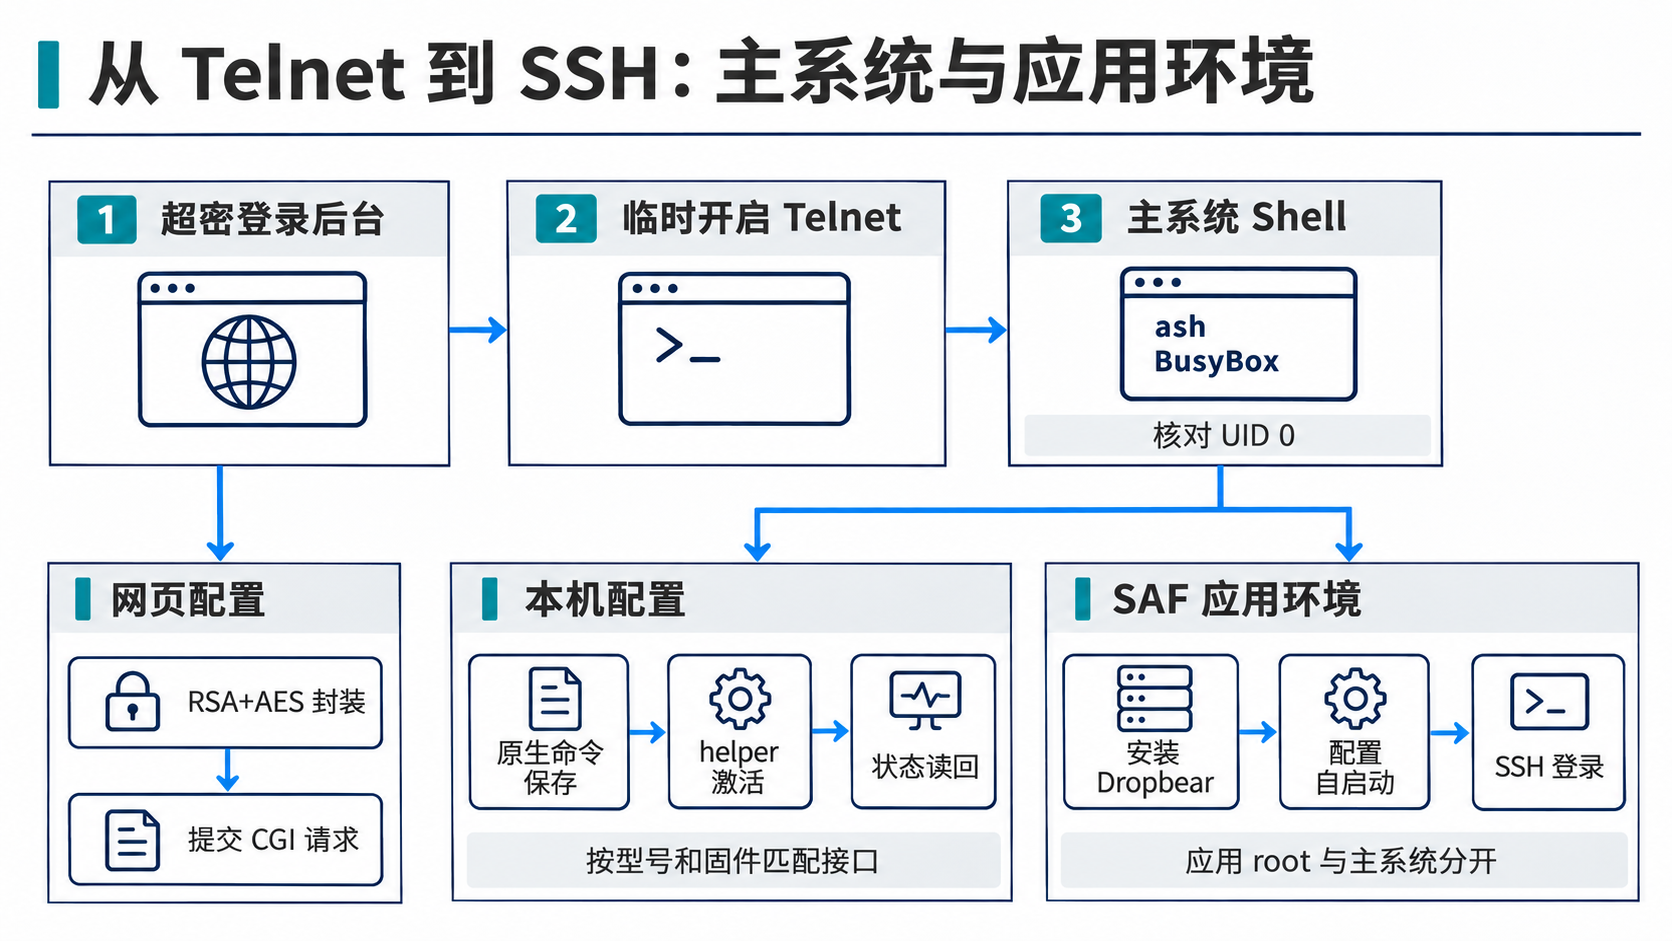 从 Telnet 到 SSH：主系统与应用环境
1 超密登录后台
2 临时开启 Telnet
3 主系统 Shell
ash
BusyBox
核对 UID 0
网页配置
RSA+AES 封装
提交 CGI 请求
本机配置
原生命令
保存
helper
激活
状态读回
按型号和固件匹配接口
SAF 应用环境
安装
Dropbear
配置
自启动
SSH 登录
应用 root 与主系统分开